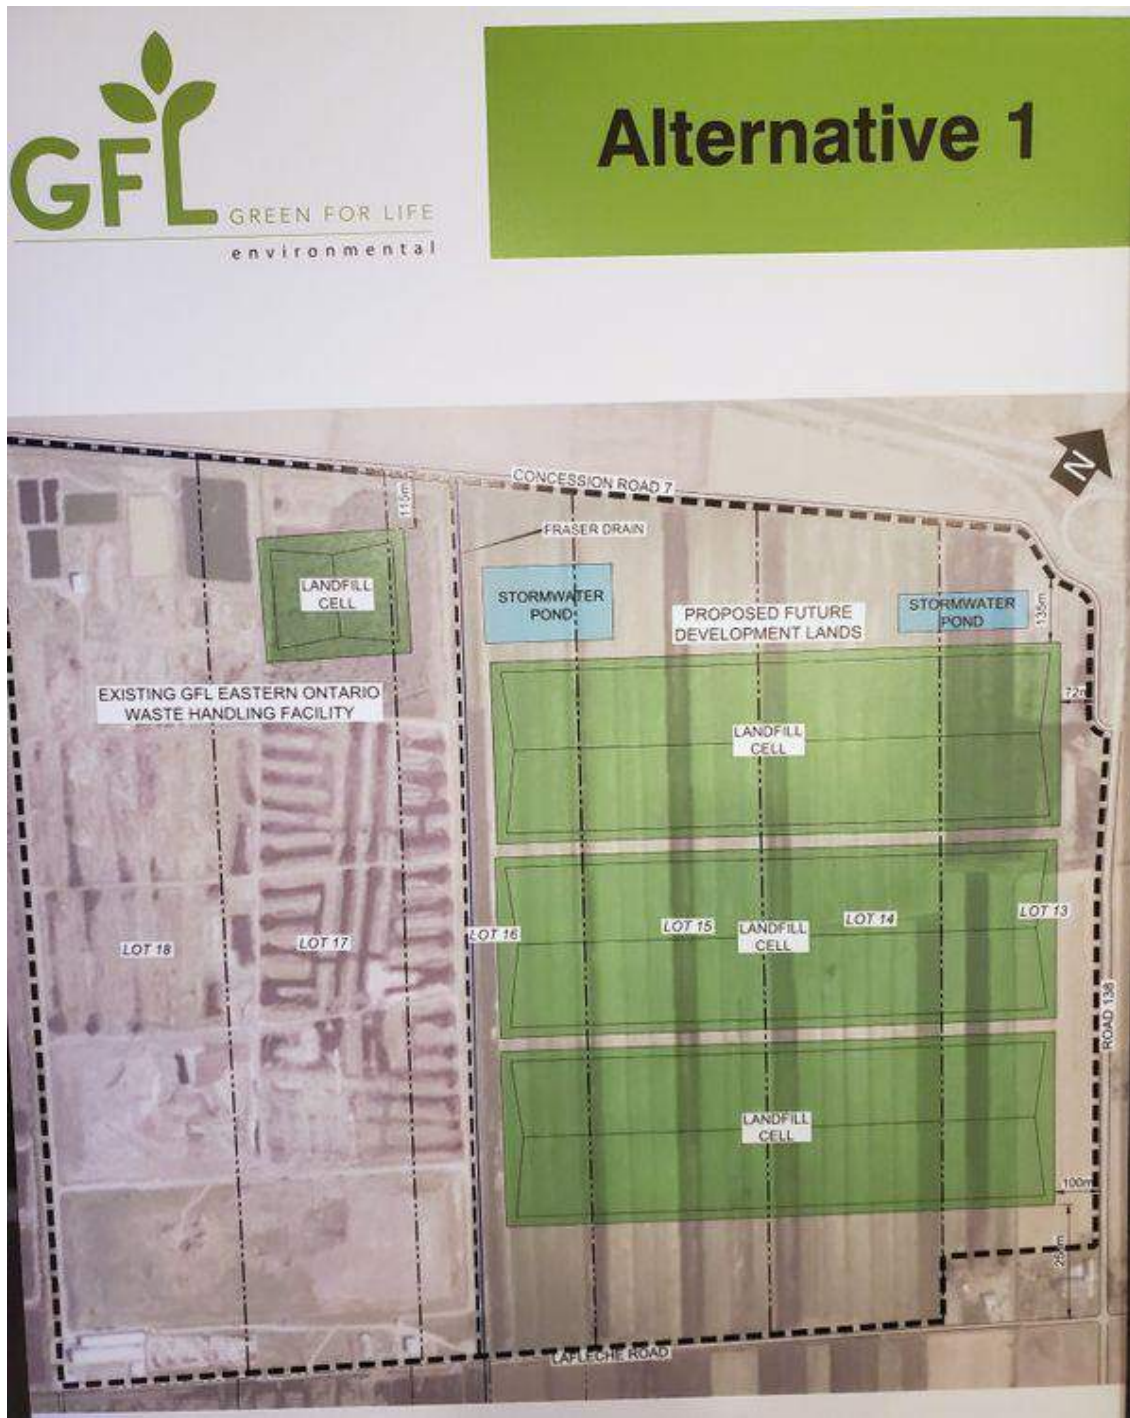 GFL
GREEN FOR LIFE
environmental
Alternative 1
N
CONCESSION ROAD 7
115m
FRASER DRAIN
LANDFILL
CELL
STORMWATER
POND
PROPOSED FUTURE
DEVELOPMENT LANDS
STORMWATER
POND
135m
EXISTING GFL EASTERN ONTARIO
WASTE HANDLING FACILITY
72m
LANDFILL
CELL
LOT 18
LOT 17
LOT 16
LOT 15
LANDFILL
CELL
LOT 14
LOT 13
ROAD 138
LANDFILL
CELL
100m
LAFLECHE ROAD